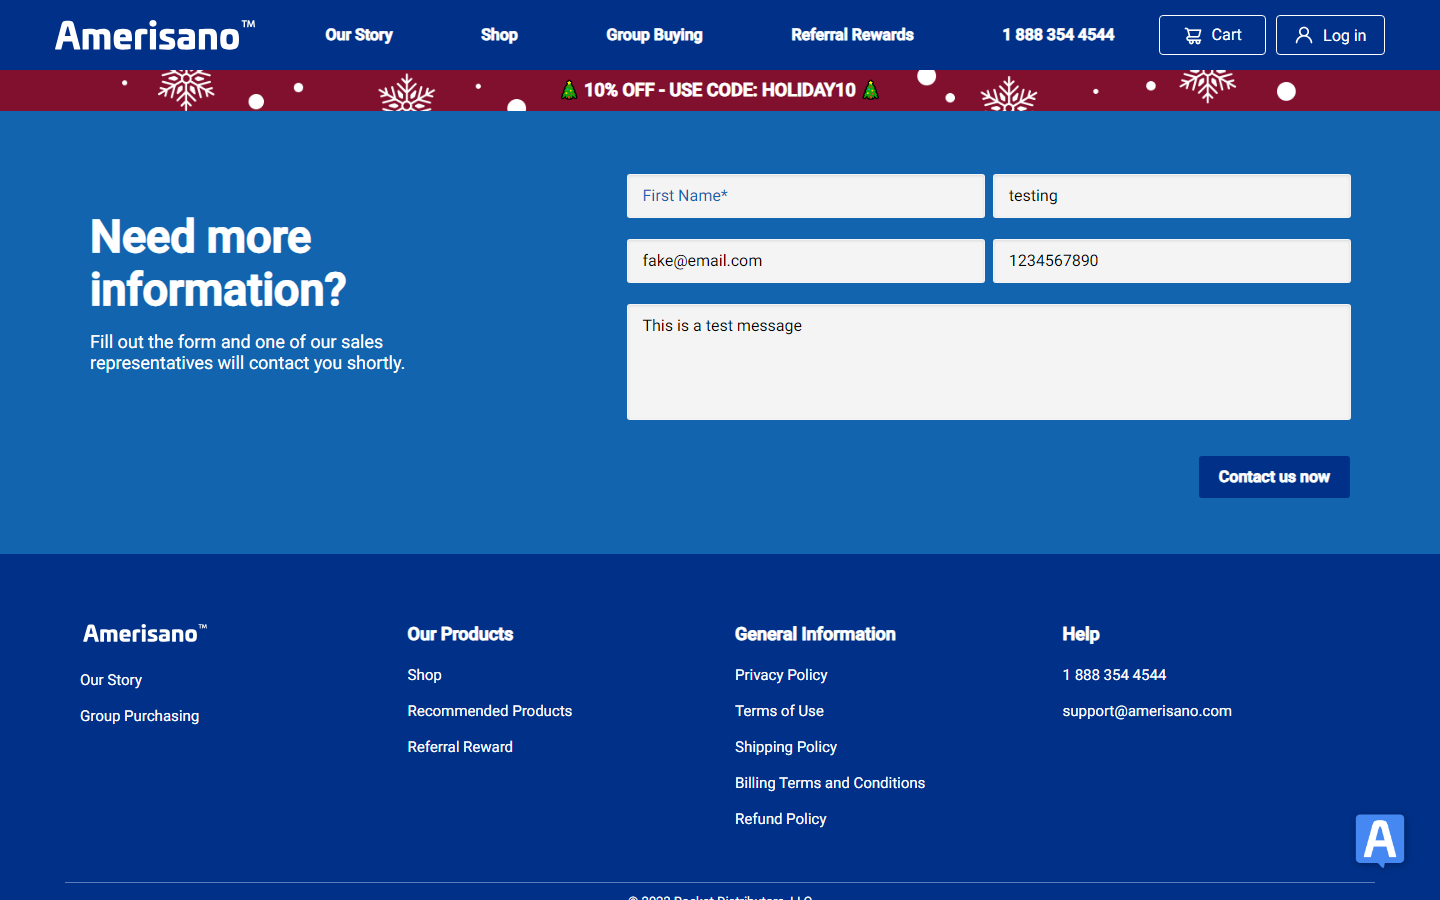 Amerisano™
Our Story
Shop
Group Buying
Referral Rewards
1 888 354 4544
Cart
Log in
10% OFF - USE CODE: HOLIDAY10
Need more
information?
Fill out the form and one of our sales
representatives will contact you shortly.
First Name*
testing
fake@email.com
1234567890
This is a test message
Contact us now
Amerisano™
Our Story
Group Purchasing
Our Products
Shop
Recommended Products
Referral Reward
General Information
Privacy Policy
Terms of Use
Shipping Policy
Billing Terms and Conditions
Refund Policy
Help
1 888 354 4544
support@amerisano.com
A